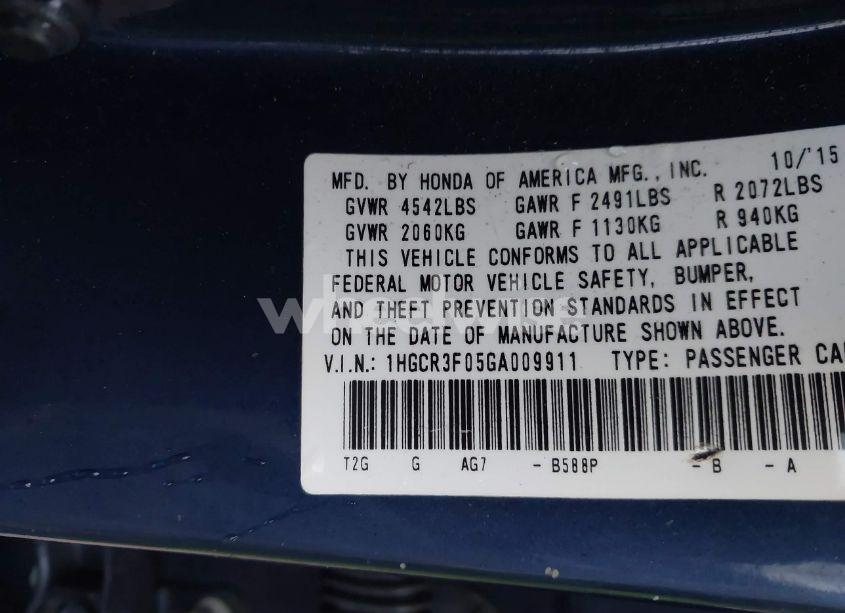 MFD. BY HONDA OF AMERICA MFG., INC. 10/'15
GVWR 4542LBS GAWR F 2491LBS R 2072LBS
GVWR 2060KG GAWR F 1130KG R 940KG
THIS VEHICLE CONFORMS TO ALL APPLICABLE
FEDERAL MOTOR VEHICLE SAFETY, BUMPER,
AND THEFT PREVENTION STANDARDS IN EFFECT
ON THE DATE OF MANUFACTURE SHOWN ABOVE.
V.I.N.: 1HGCR3F05GA009911 TYPE: PASSENGER CA
T2G G AG7 - B588P - B - A